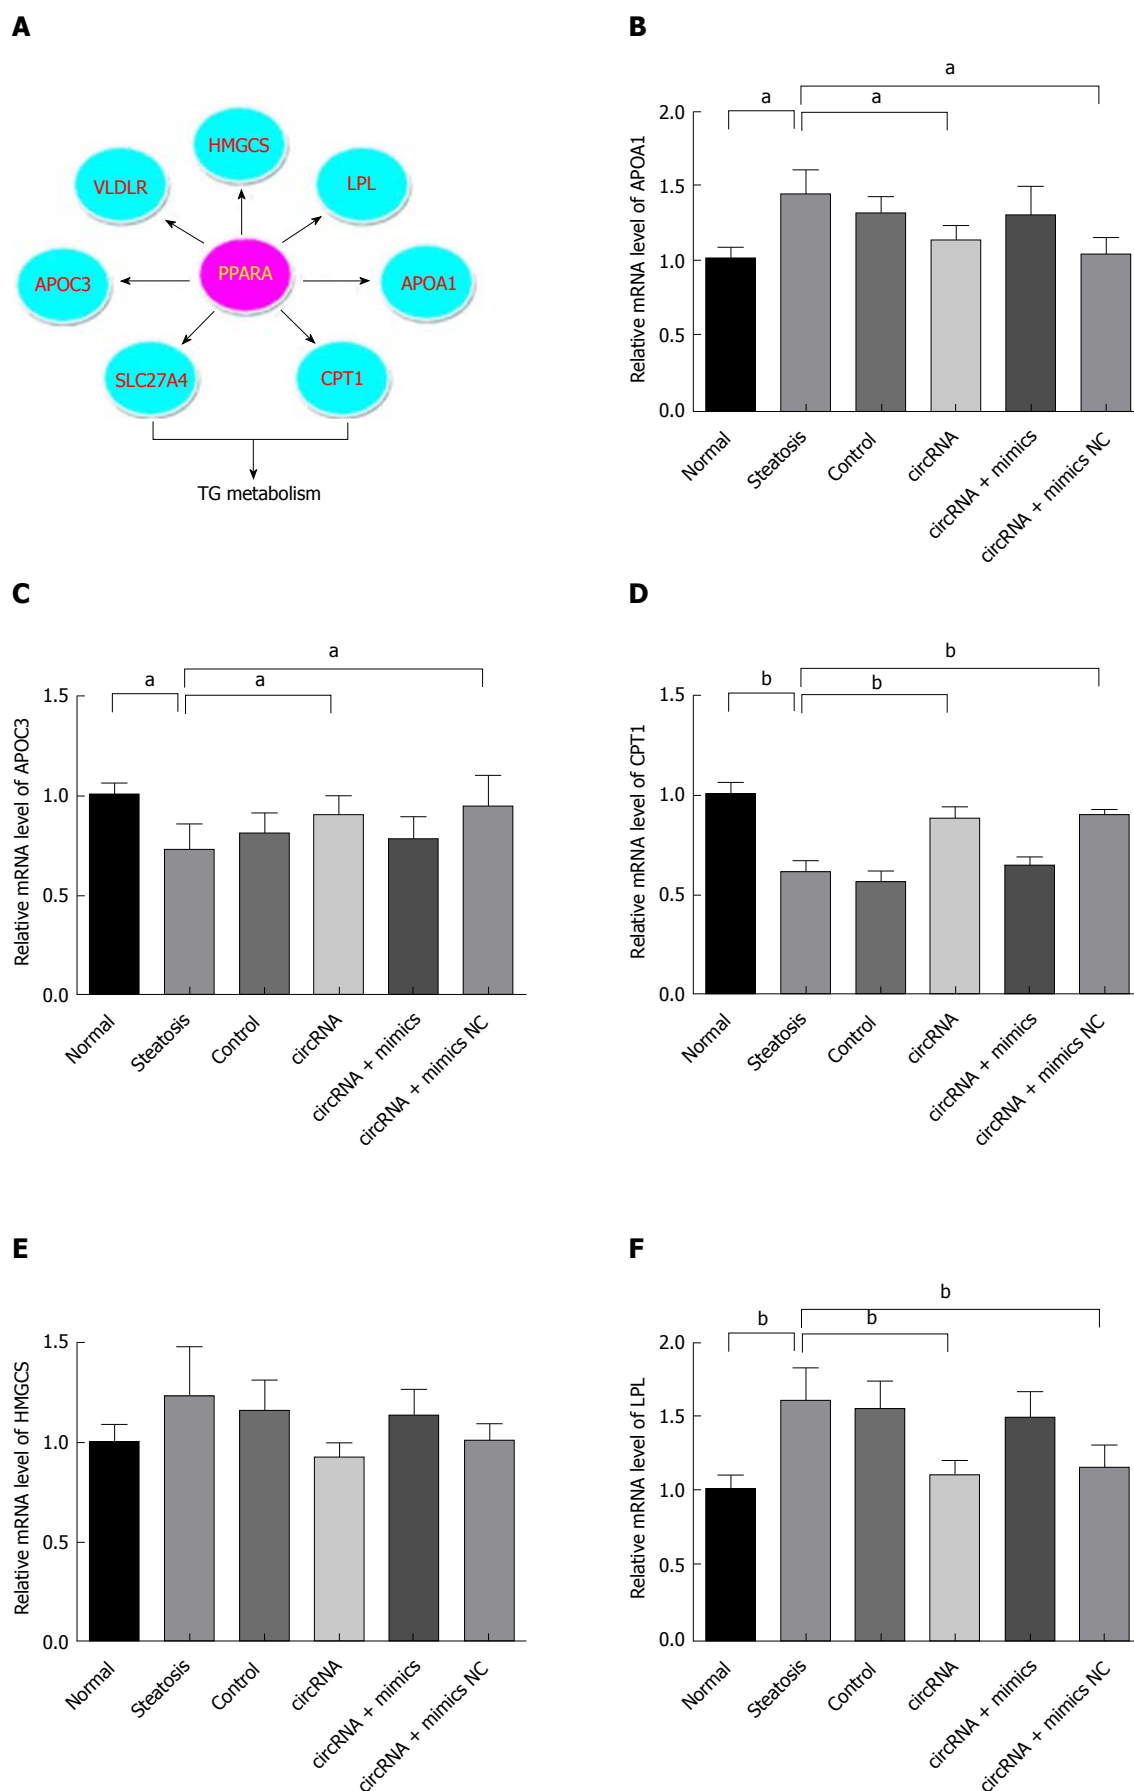 A
HMGCS
VLDLR
LPL
PPARA
APOC3
APOA1
SLC27A4
CPT1
TG metabolism
B
a
a
a
2.0
1.5
1.0
0.5
0.0
Relative mRNA level of APOA1
Normal
Steatosis
Control
circRNA
circRNA + mimics
circRNA + mimics NC
C
a
a
a
1.5
1.0
0.5
0.0
Relative mRNA level of APOC3
Normal
Steatosis
Control
circRNA
circRNA + mimics
circRNA + mimics NC
D
b
b
b
1.5
1.0
0.5
0.0
Relative mRNA level of CPT1
Normal
Steatosis
Control
circRNA
circRNA + mimics
circRNA + mimics NC
E
1.5
1.0
0.5
0.0
Relative mRNA level of HMGCS
Normal
Steatosis
Control
circRNA
circRNA + mimics
circRNA + mimics NC
F
b
b
b
2.0
1.5
1.0
0.5
0.0
Relative mRNA level of LPL
Normal
Steatosis
Control
circRNA
circRNA + mimics
circRNA + mimics NC